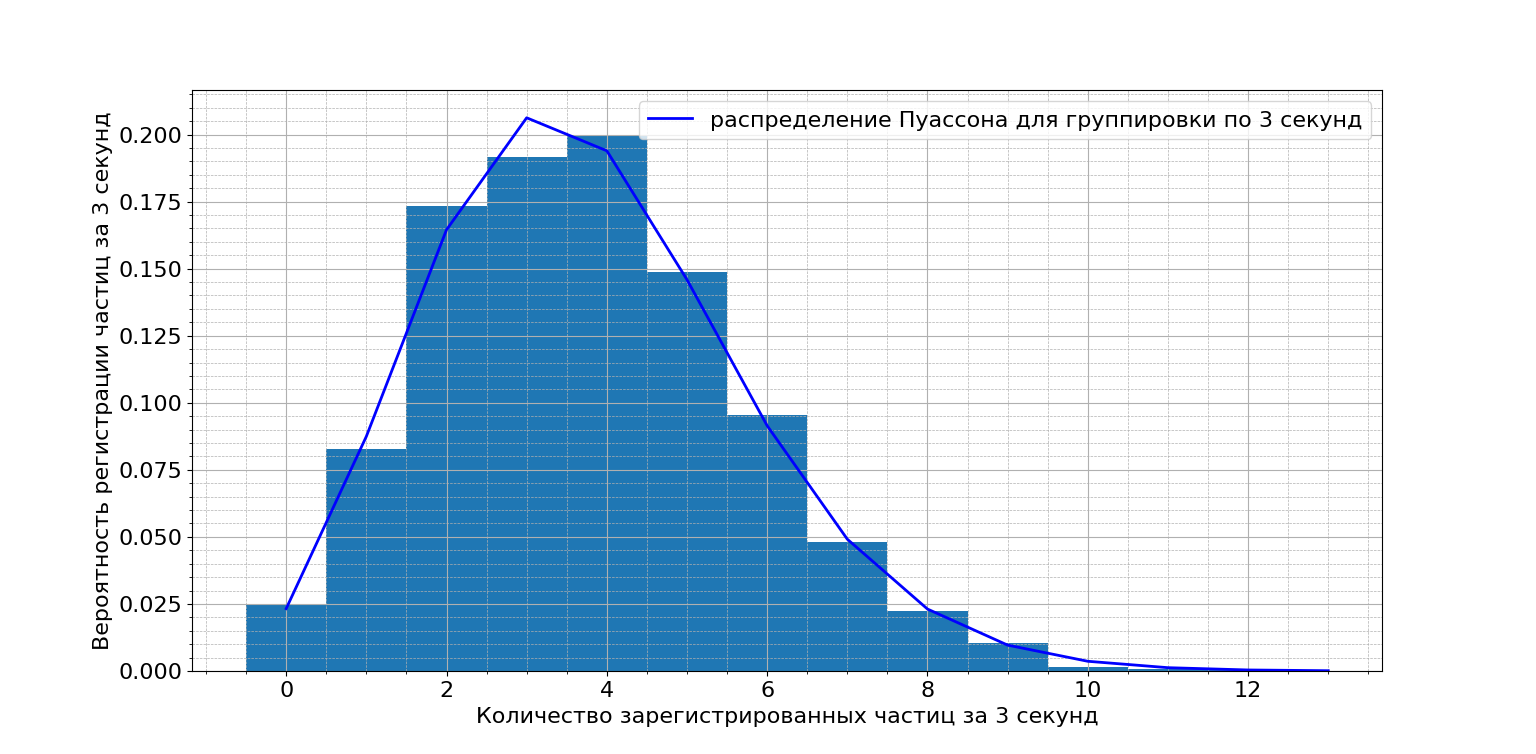 распределение Пуассона для группировки по 3 секунд
Вероятность регистрации частиц за 3 секунд
0.200
0.175
0.150
0.125
0.100
0.075
0.050
0.025
0.000
0 2 4 6 8 10 12
Количество зарегистрированных частиц за 3 секунд